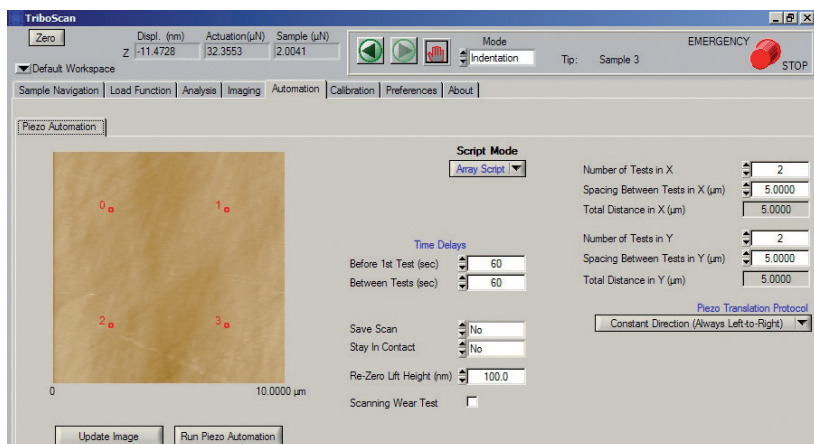 TriboScan
Zero
Displ. (nm) Actuation(µN) Sample (µN)
Z -11.4728 32.3553 2.0041
Default Workspace
Mode
Indentation
Tip: Sample 3
EMERGENCY
STOP
Sample Navigation Load Function Analysis Imaging Automation Calibration Preferences About
Piezo Automation
0 1
2 3
0 10.0000 µm
Update Image Run Piezo Automation
Script Mode
Array Script
Time Delays
Before 1st Test (sec) 60
Between Tests (sec) 60
Save Scan No
Stay In Contact No
Re-Zero Lift Height (nm) 100.0
Scanning Wear Test
Number of Tests in X 2
Spacing Between Tests in X (µm) 5.0000
Total Distance in X (µm) 5.0000
Number of Tests in Y 2
Spacing Between Tests in Y (µm) 5.0000
Total Distance in Y (µm) 5.0000
Piezo Translation Protocol
Constant Direction (Always Left-to-Right)